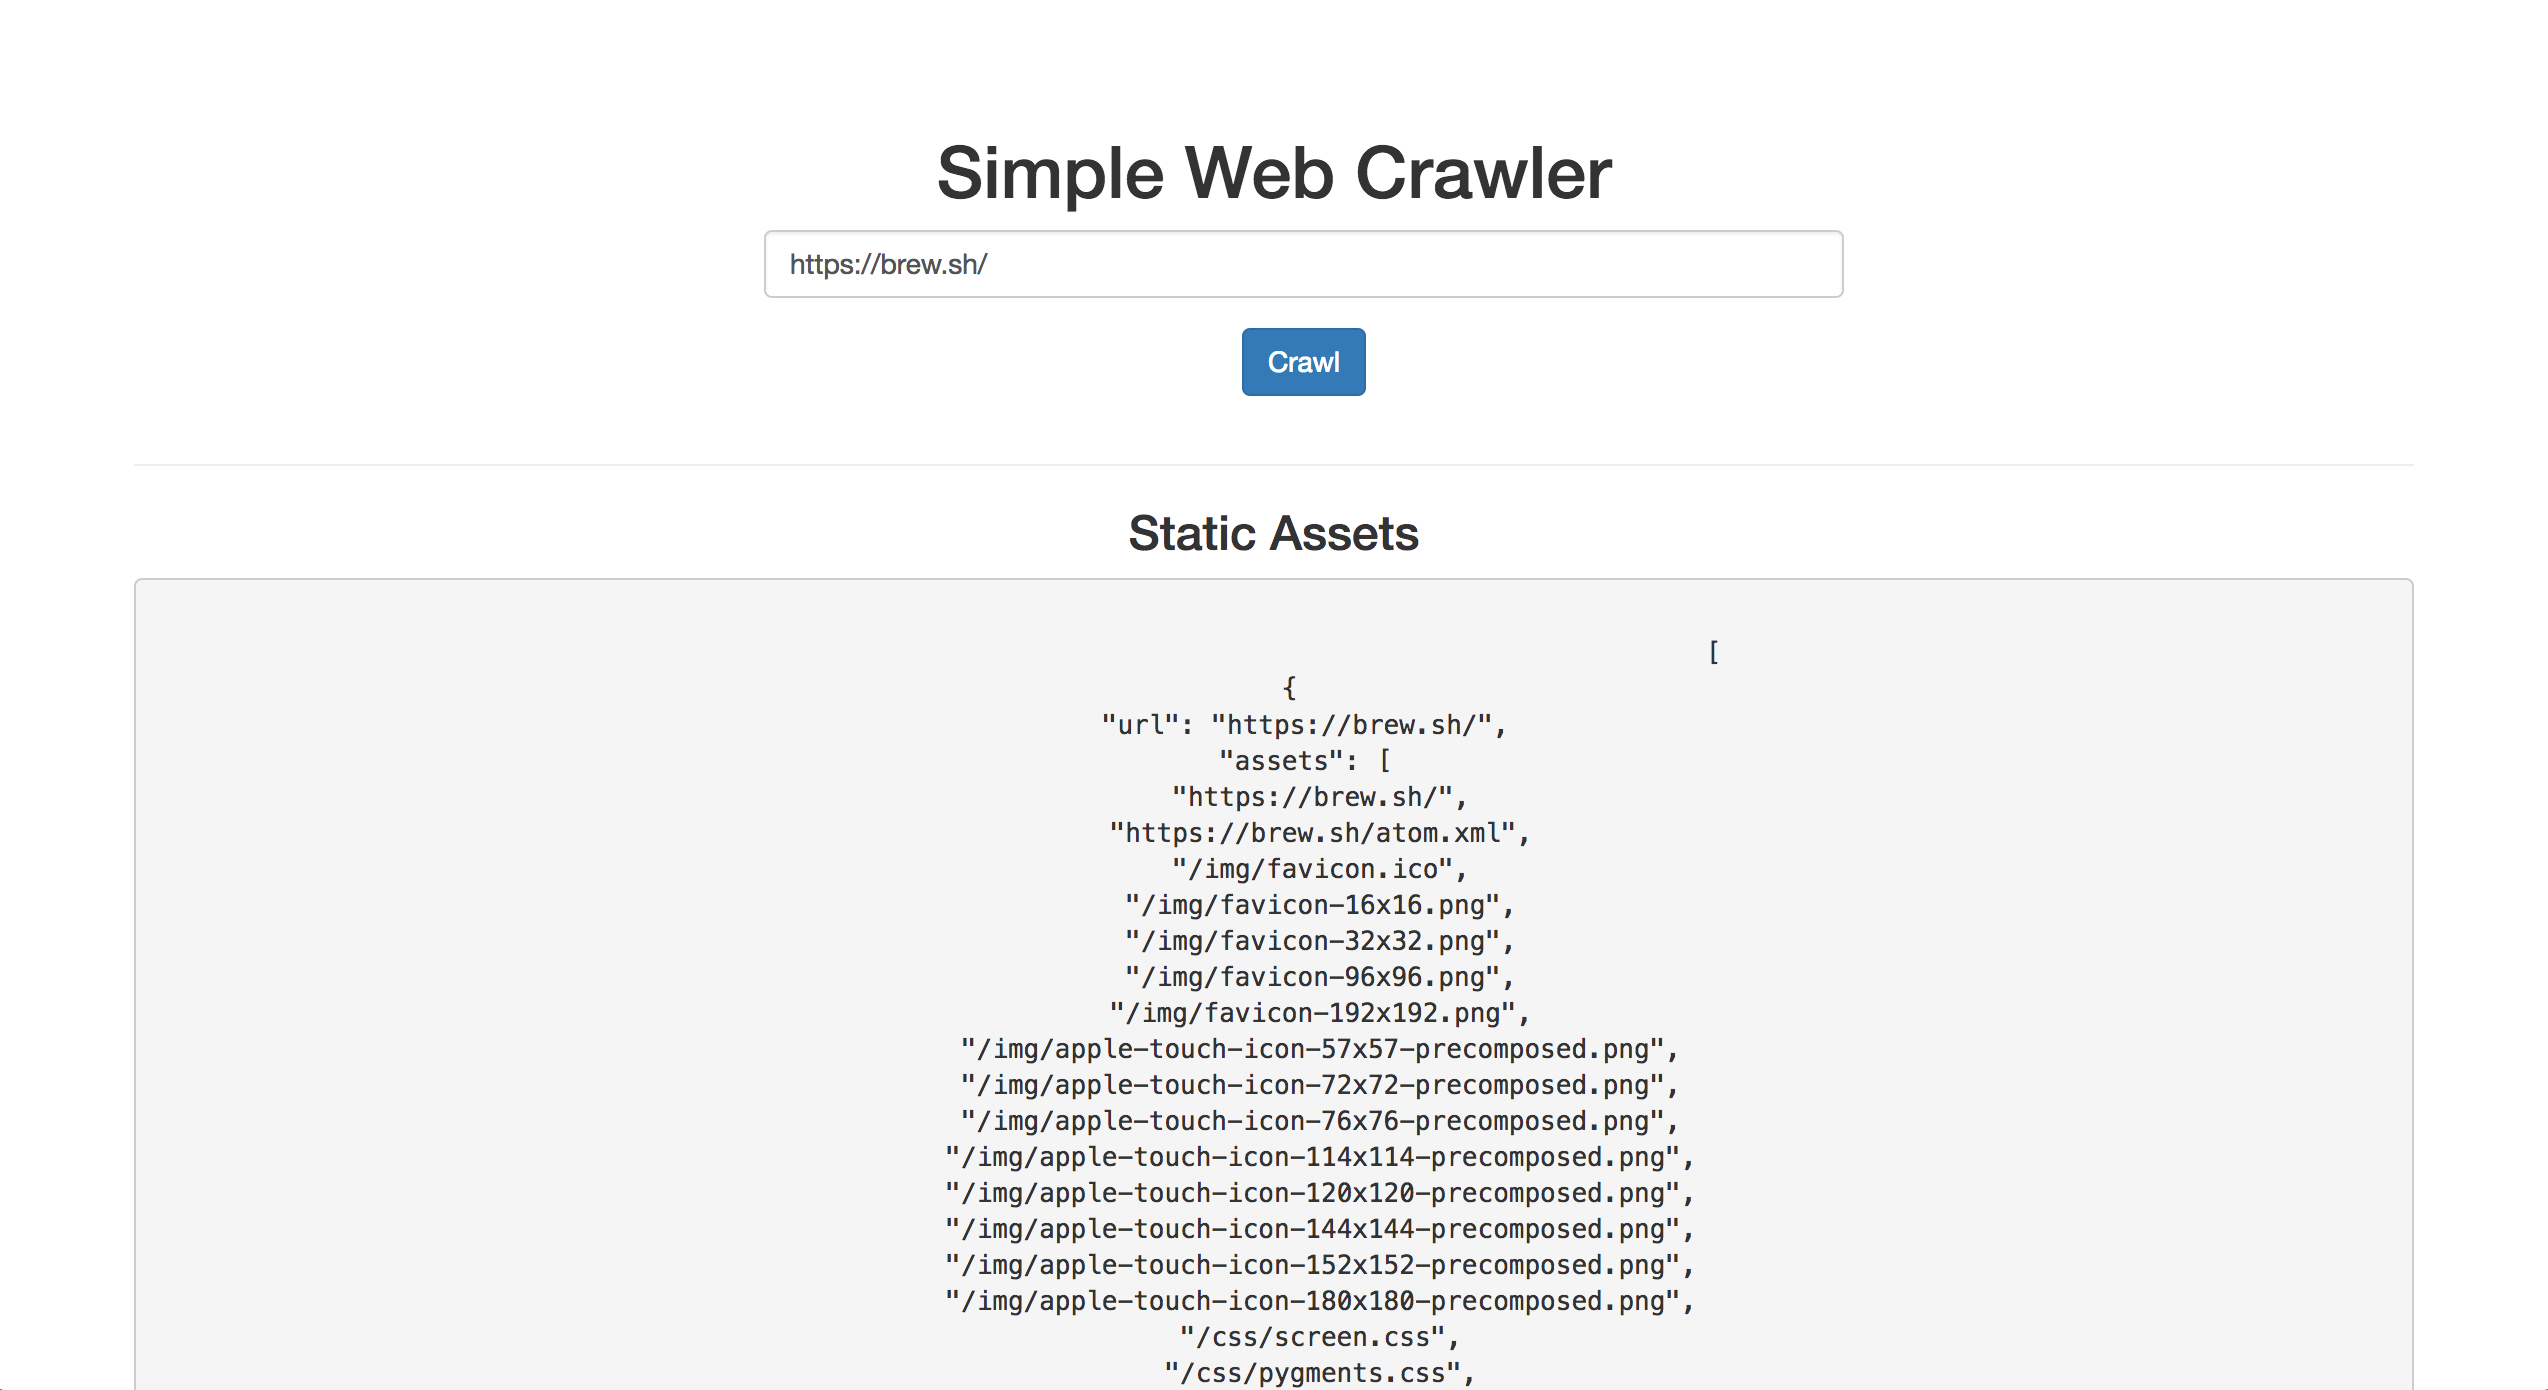 Simple Web Crawler
https://brew.sh/
Crawl
Static Assets
[
{
"url": "https://brew.sh/",
"assets": [
"https://brew.sh/",
"https://brew.sh/atom.xml",
"/img/favicon.ico",
"/img/favicon-16x16.png",
"/img/favicon-32x32.png",
"/img/favicon-96x96.png",
"/img/favicon-192x192.png",
"/img/apple-touch-icon-57x57-precomposed.png",
"/img/apple-touch-icon-72x72-precomposed.png",
"/img/apple-touch-icon-76x76-precomposed.png",
"/img/apple-touch-icon-114x114-precomposed.png",
"/img/apple-touch-icon-120x120-precomposed.png",
"/img/apple-touch-icon-144x144-precomposed.png",
"/img/apple-touch-icon-152x152-precomposed.png",
"/img/apple-touch-icon-180x180-precomposed.png",
"/css/screen.css",
"/css/pygments.css",